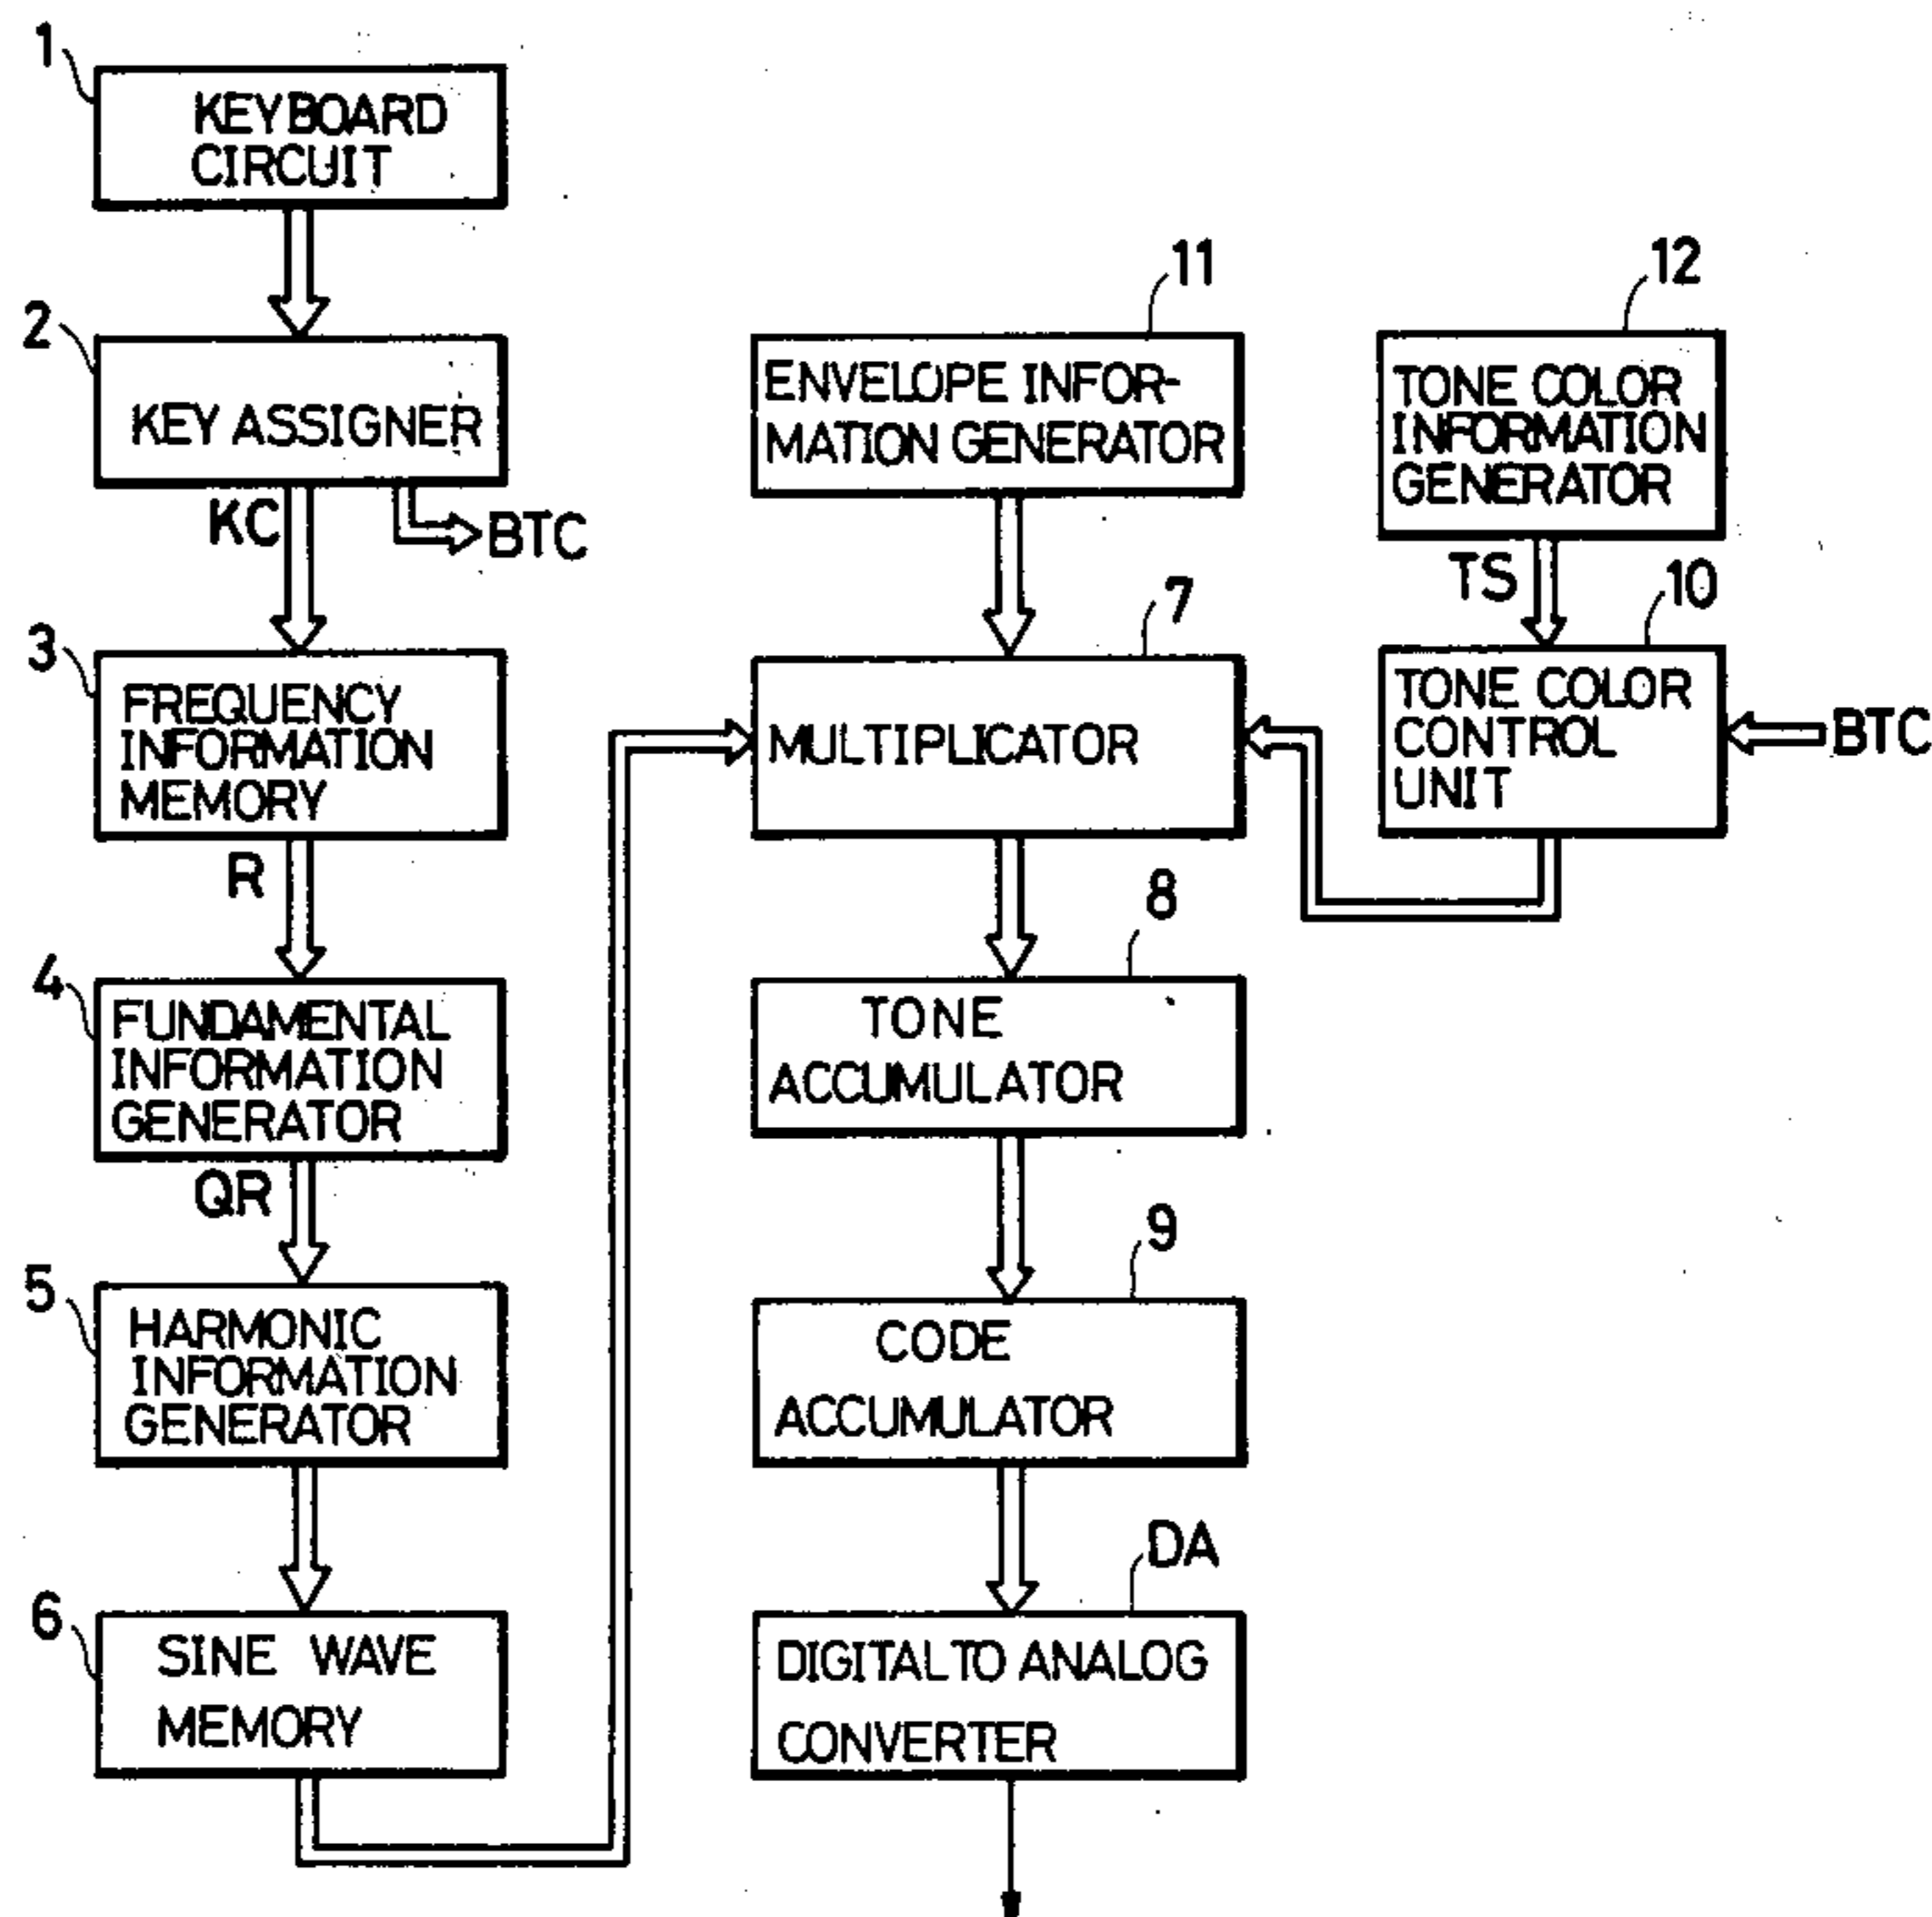 1
KEYBOARD
CIRCUIT
2
KEY ASSIGNER
KC
BTC
3
FREQUENCY
INFORMATION
MEMORY
R
4
FUNDAMENTAL
INFORMATION
GENERATOR
QR
5
HARMONIC
INFORMATION
GENERATOR
6
SINE WAVE
MEMORY
11
ENVELOPE INFOR-
MATION GENERATOR
7
MULTIPLICATOR
8
TONE
ACCUMULATOR
9
CODE
ACCUMULATOR
DA
DIGITAL TO ANALOG
CONVERTER
12
TONE COLOR
INFORMATION
GENERATOR
TS
10
TONE COLOR
CONTROL
UNIT
BTC